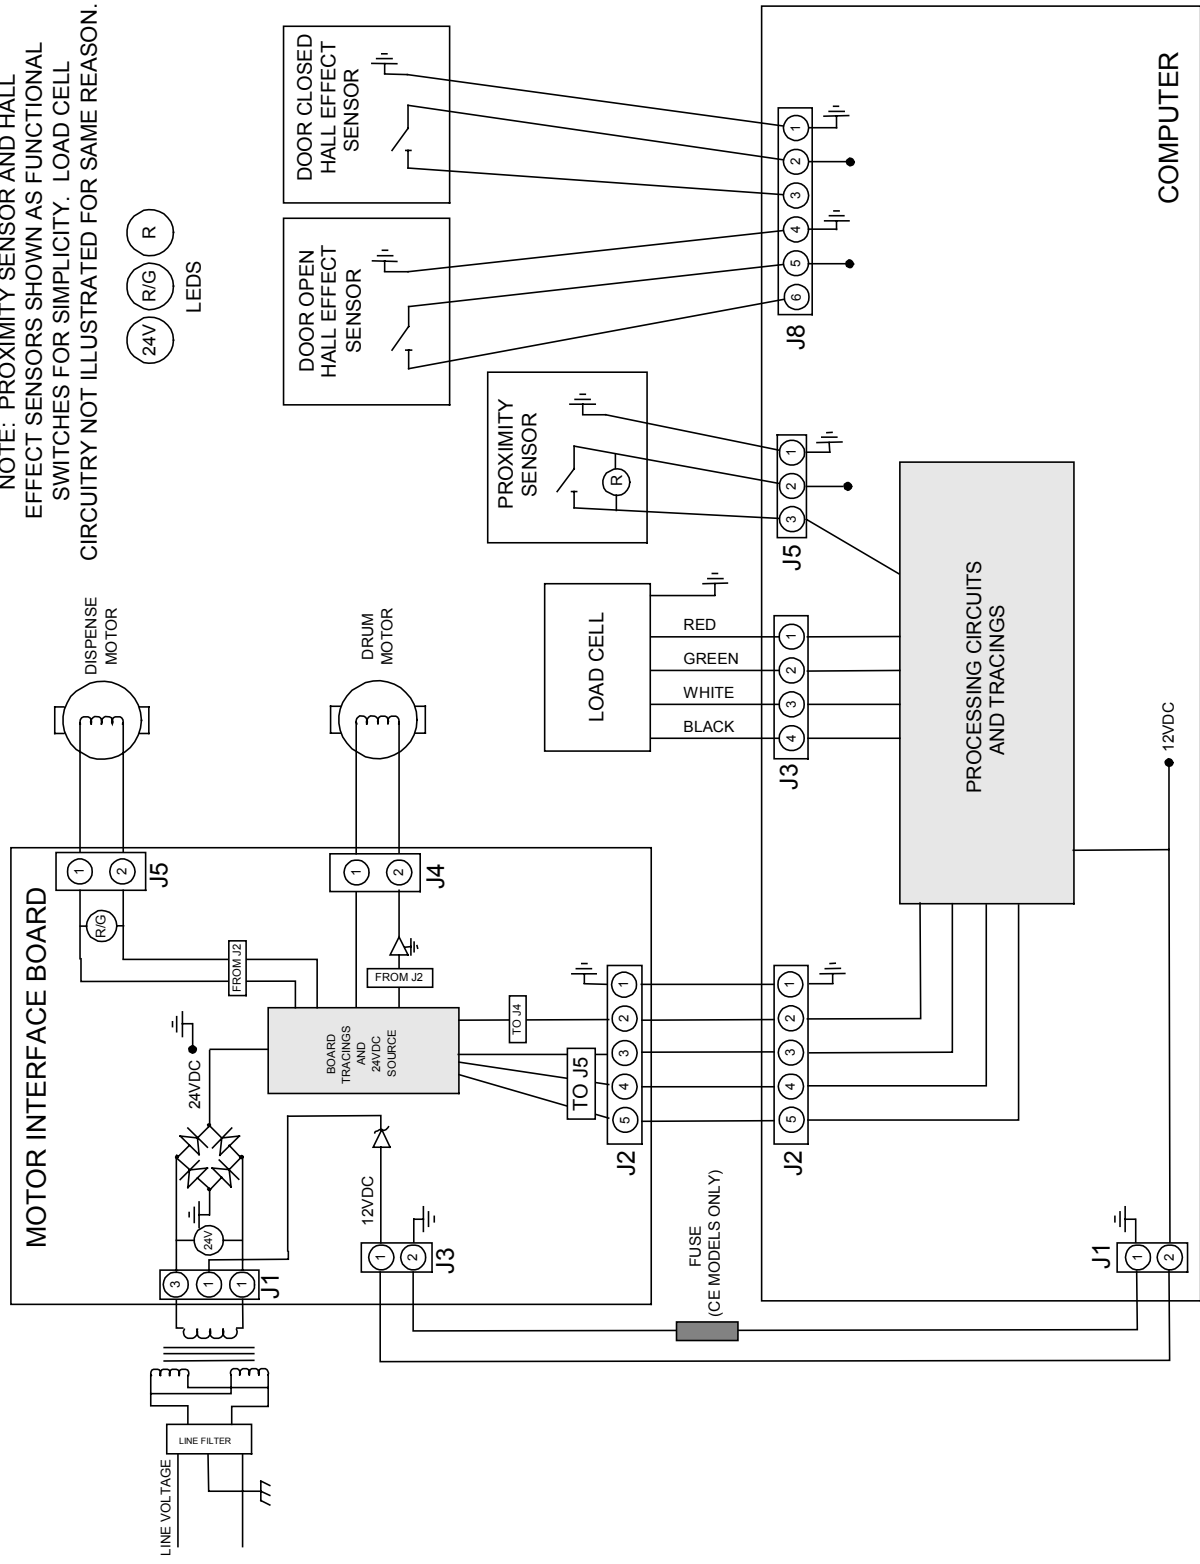 NOTE: PROXIMITY SENSOR AND HALL
EFFECT SENSORS SHOWN AS FUNCTIONAL
SWITCHES FOR SIMPLICITY. LOAD CELL
CIRCUITRY NOT ILLUSTRATED FOR SAME REASON.
24V
R/G
R
LEDS
DOOR OPEN
HALL EFFECT
SENSOR
DOOR CLOSED
HALL EFFECT
SENSOR
PROXIMITY
SENSOR
R
DISPENSE
MOTOR
DRUM
MOTOR
LOAD CELL
BLACK
WHITE
GREEN
RED
MOTOR INTERFACE BOARD
J5
1
2
R/G
FROM J2
J4
1
2
FROM J2
24VDC
BOARD
TRACINGS
AND
24VDC
SOURCE
TO J4
TO J5
J2
5
4
3
2
1
12VDC
J3
1
2
24V
J1
3
1
1
LINE FILTER
LINE VOLTAGE
FUSE
(CE MODELS ONLY)
COMPUTER
J8
6
5
4
3
2
1
J5
3
2
1
J3
4
3
2
1
J2
5
4
3
2
1
J1
1
2
PROCESSING CIRCUITS
AND TRACINGS
12VDC